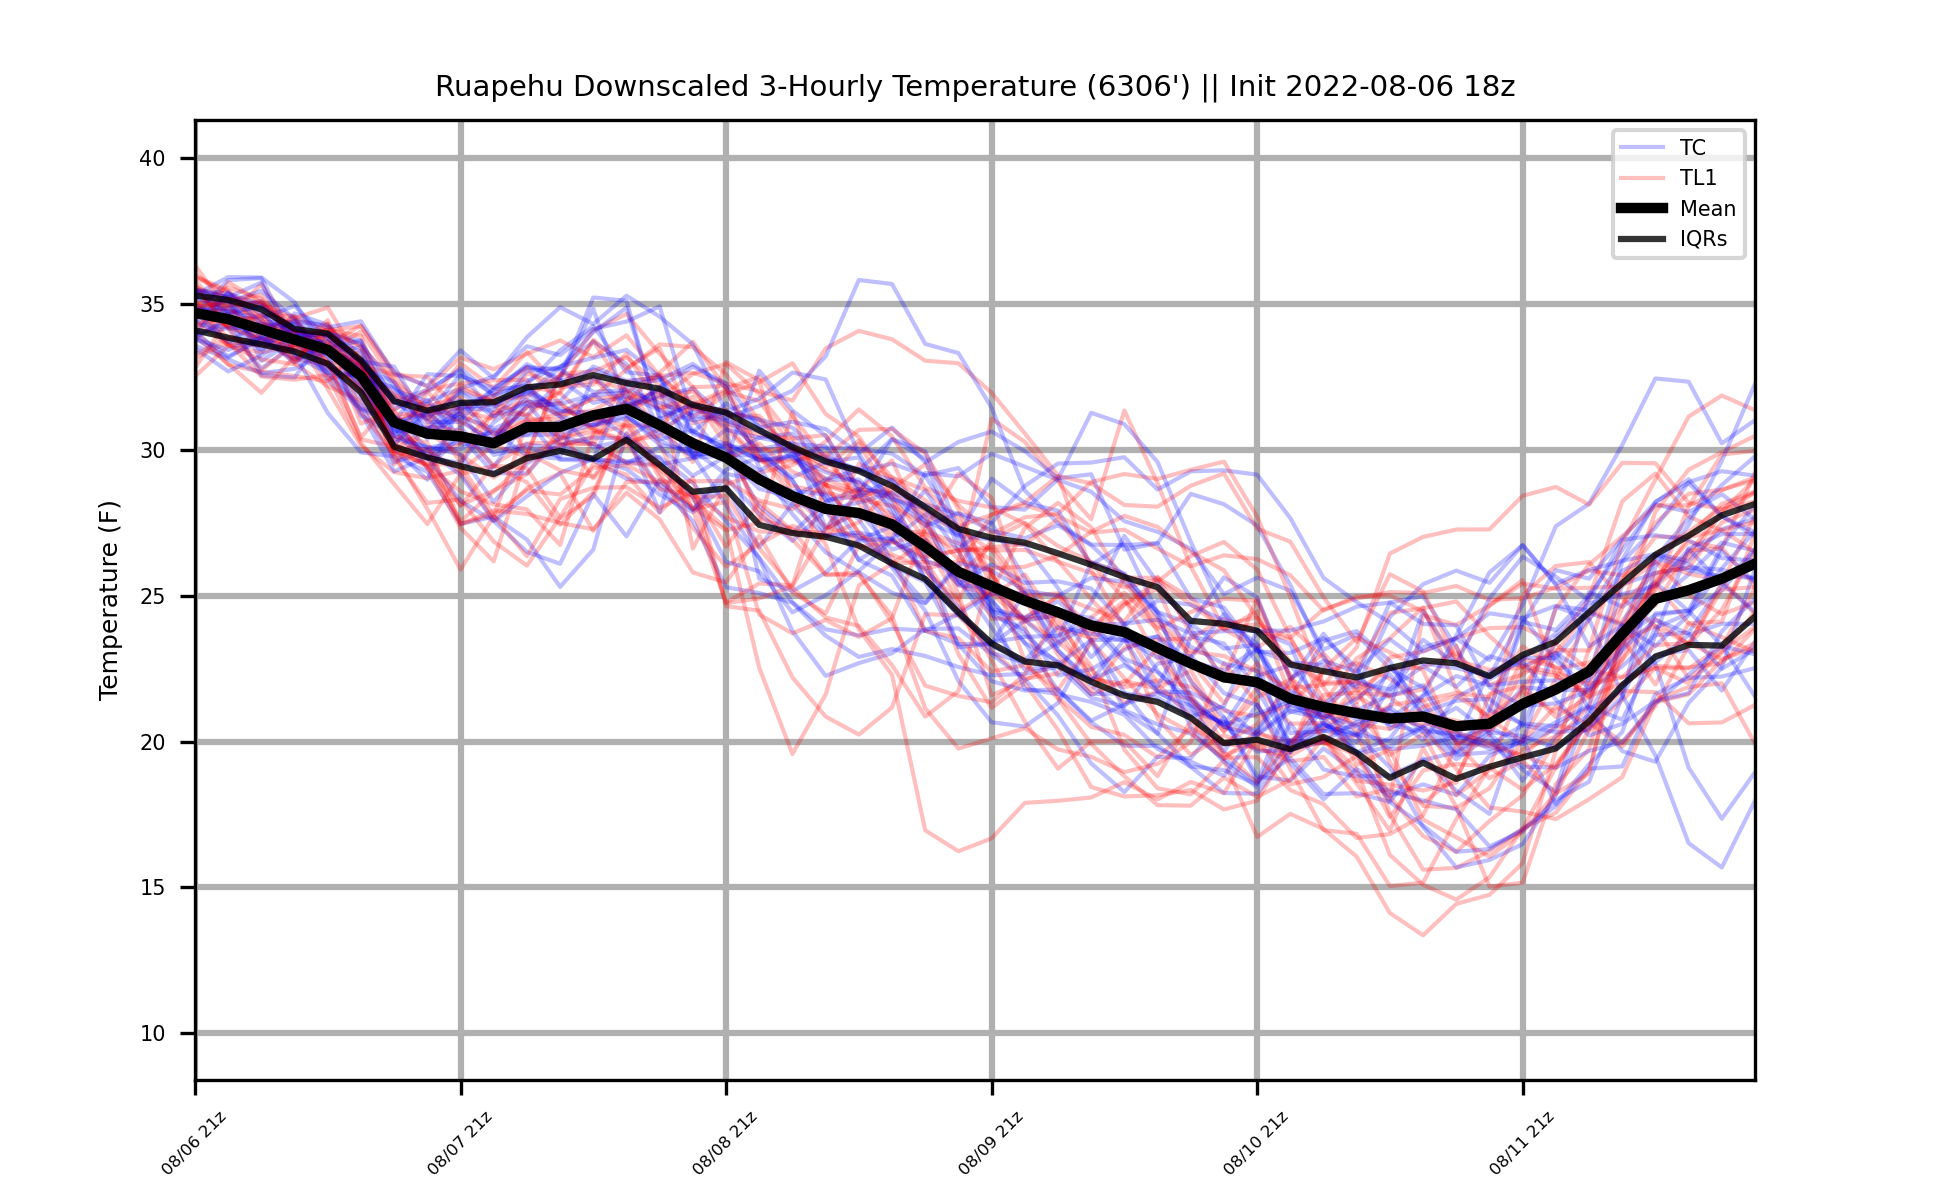 Ruapehu Downscaled 3-Hourly Temperature (6306') || Init 2022-08-06 18z
TC
TL1
Mean
IQRs
Temperature (F)
40
35
30
25
20
15
10
08/06 21z
08/07 21z
08/08 21z
08/09 21z
08/10 21z
08/11 21z